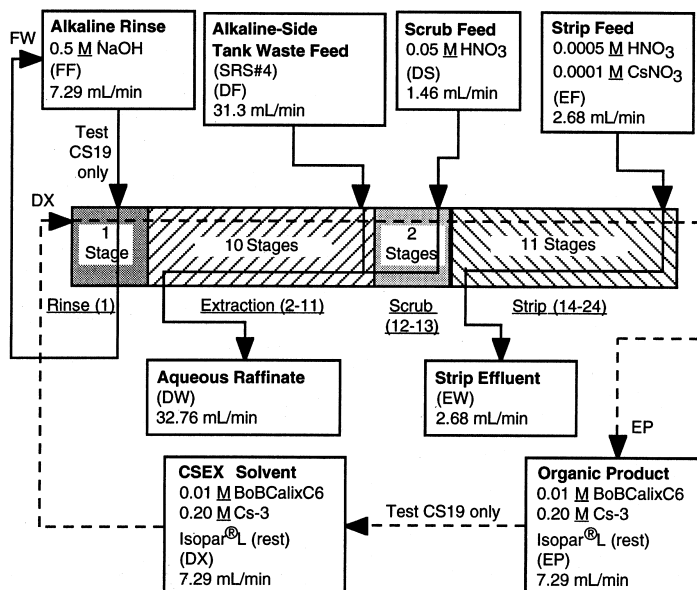 FW
Alkaline Rinse
0.5 M NaOH
(FF)
7.29 mL/min
Alkaline-Side
Tank Waste Feed
(SRS#4)
(DF)
31.3 mL/min
Scrub Feed
0.05 M HNO3
(DS)
1.46 mL/min
Strip Feed
0.0005 M HNO3
0.0001 M CsNO3
(EF)
2.68 mL/min
Test
CS19
only
DX
1
Stage
10 Stages
2
Stages
11 Stages
Rinse (1)
Extraction (2-11)
Scrub
(12-13)
Strip (14-24)
Aqueous Raffinate
(DW)
32.76 mL/min
Strip Effluent
(EW)
2.68 mL/min
EP
CSEX Solvent
0.01 M BoBCalixC6
0.20 M Cs-3
Isopar®L (rest)
(DX)
7.29 mL/min
Test CS19 only
Organic Product
0.01 M BoBCalixC6
0.20 M Cs-3
Isopar®L (rest)
(EP)
7.29 mL/min